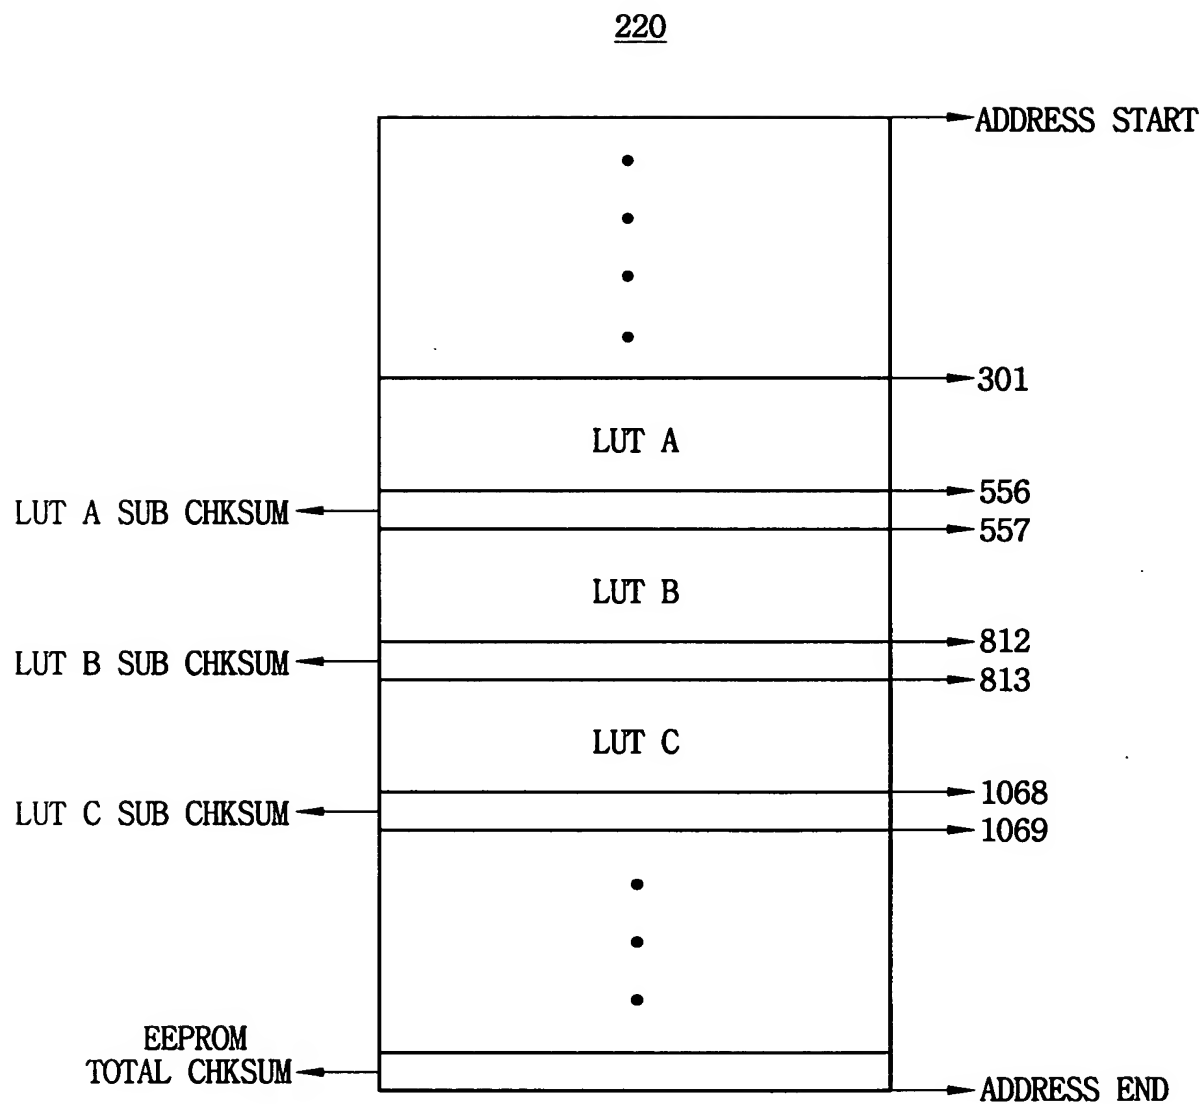 220
ADDRESS START
301
LUT A
556
LUT A SUB CHKSUM
557
LUT B
812
LUT B SUB CHKSUM
813
LUT C
1068
LUT C SUB CHKSUM
1069
EEPROM
TOTAL CHKSUM
ADDRESS END